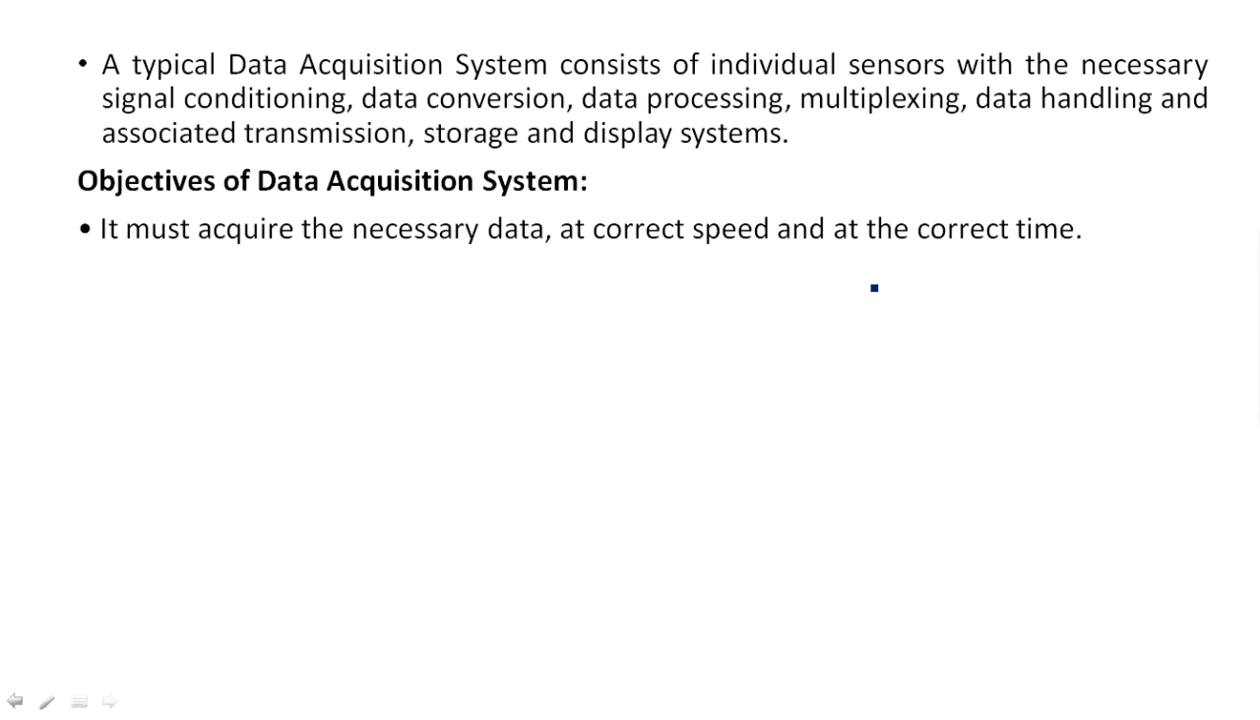 • A typical Data Acquisition System consists of individual sensors with the necessary
signal conditioning, data conversion, data processing, multiplexing, data handling and
associated transmission, storage and display systems.
Objectives of Data Acquisition System:
• It must acquire the necessary data, at correct speed and at the correct time.